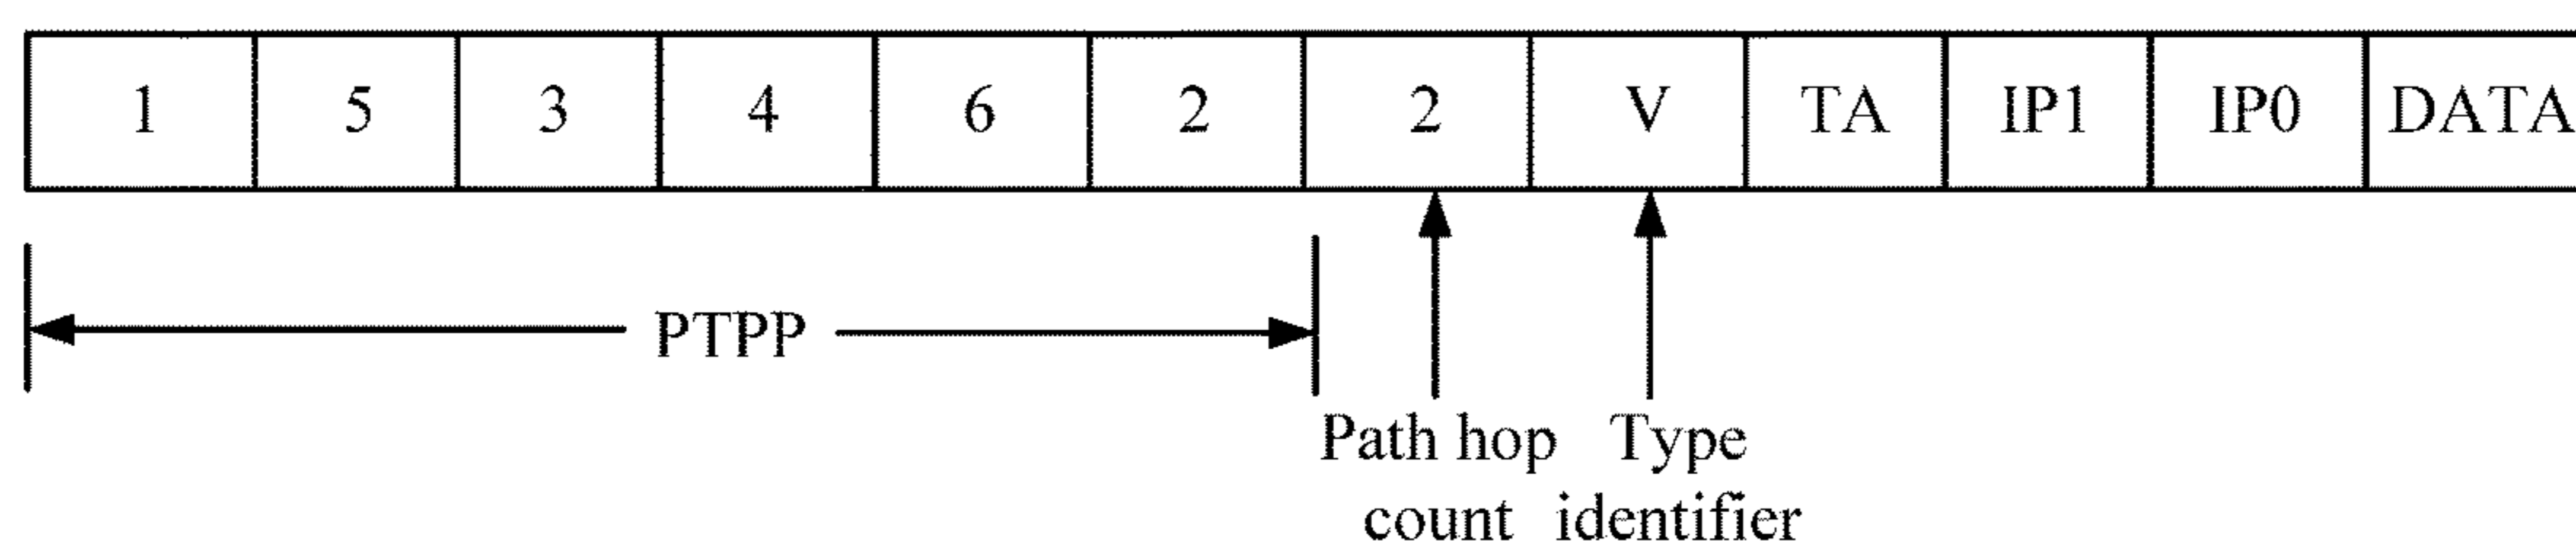 1 5 3 4 6 2 2 V TA IP1 IP0 DATA
PTPP
Path hop Type
count identifier